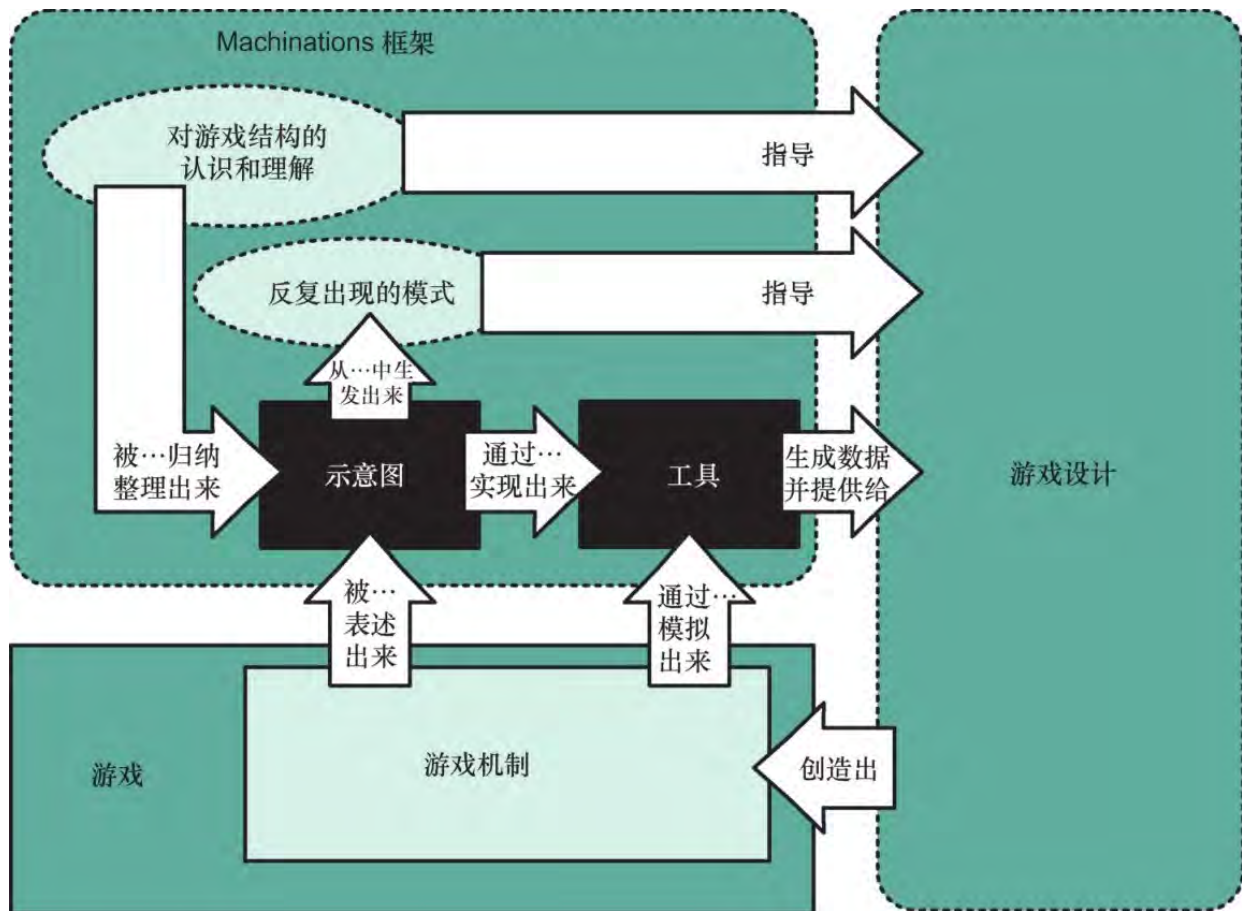 Machinations 框架
对游戏结构的
认识和理解
指导
反复出现的模式
指导
从…中生
发出来
被…归纳
整理出来
示意图
通过…
实现出来
工具
生成数据
并提供给
游戏设计
被…
表述
出来
通过…
模拟
出来
游戏
游戏机制
创造出